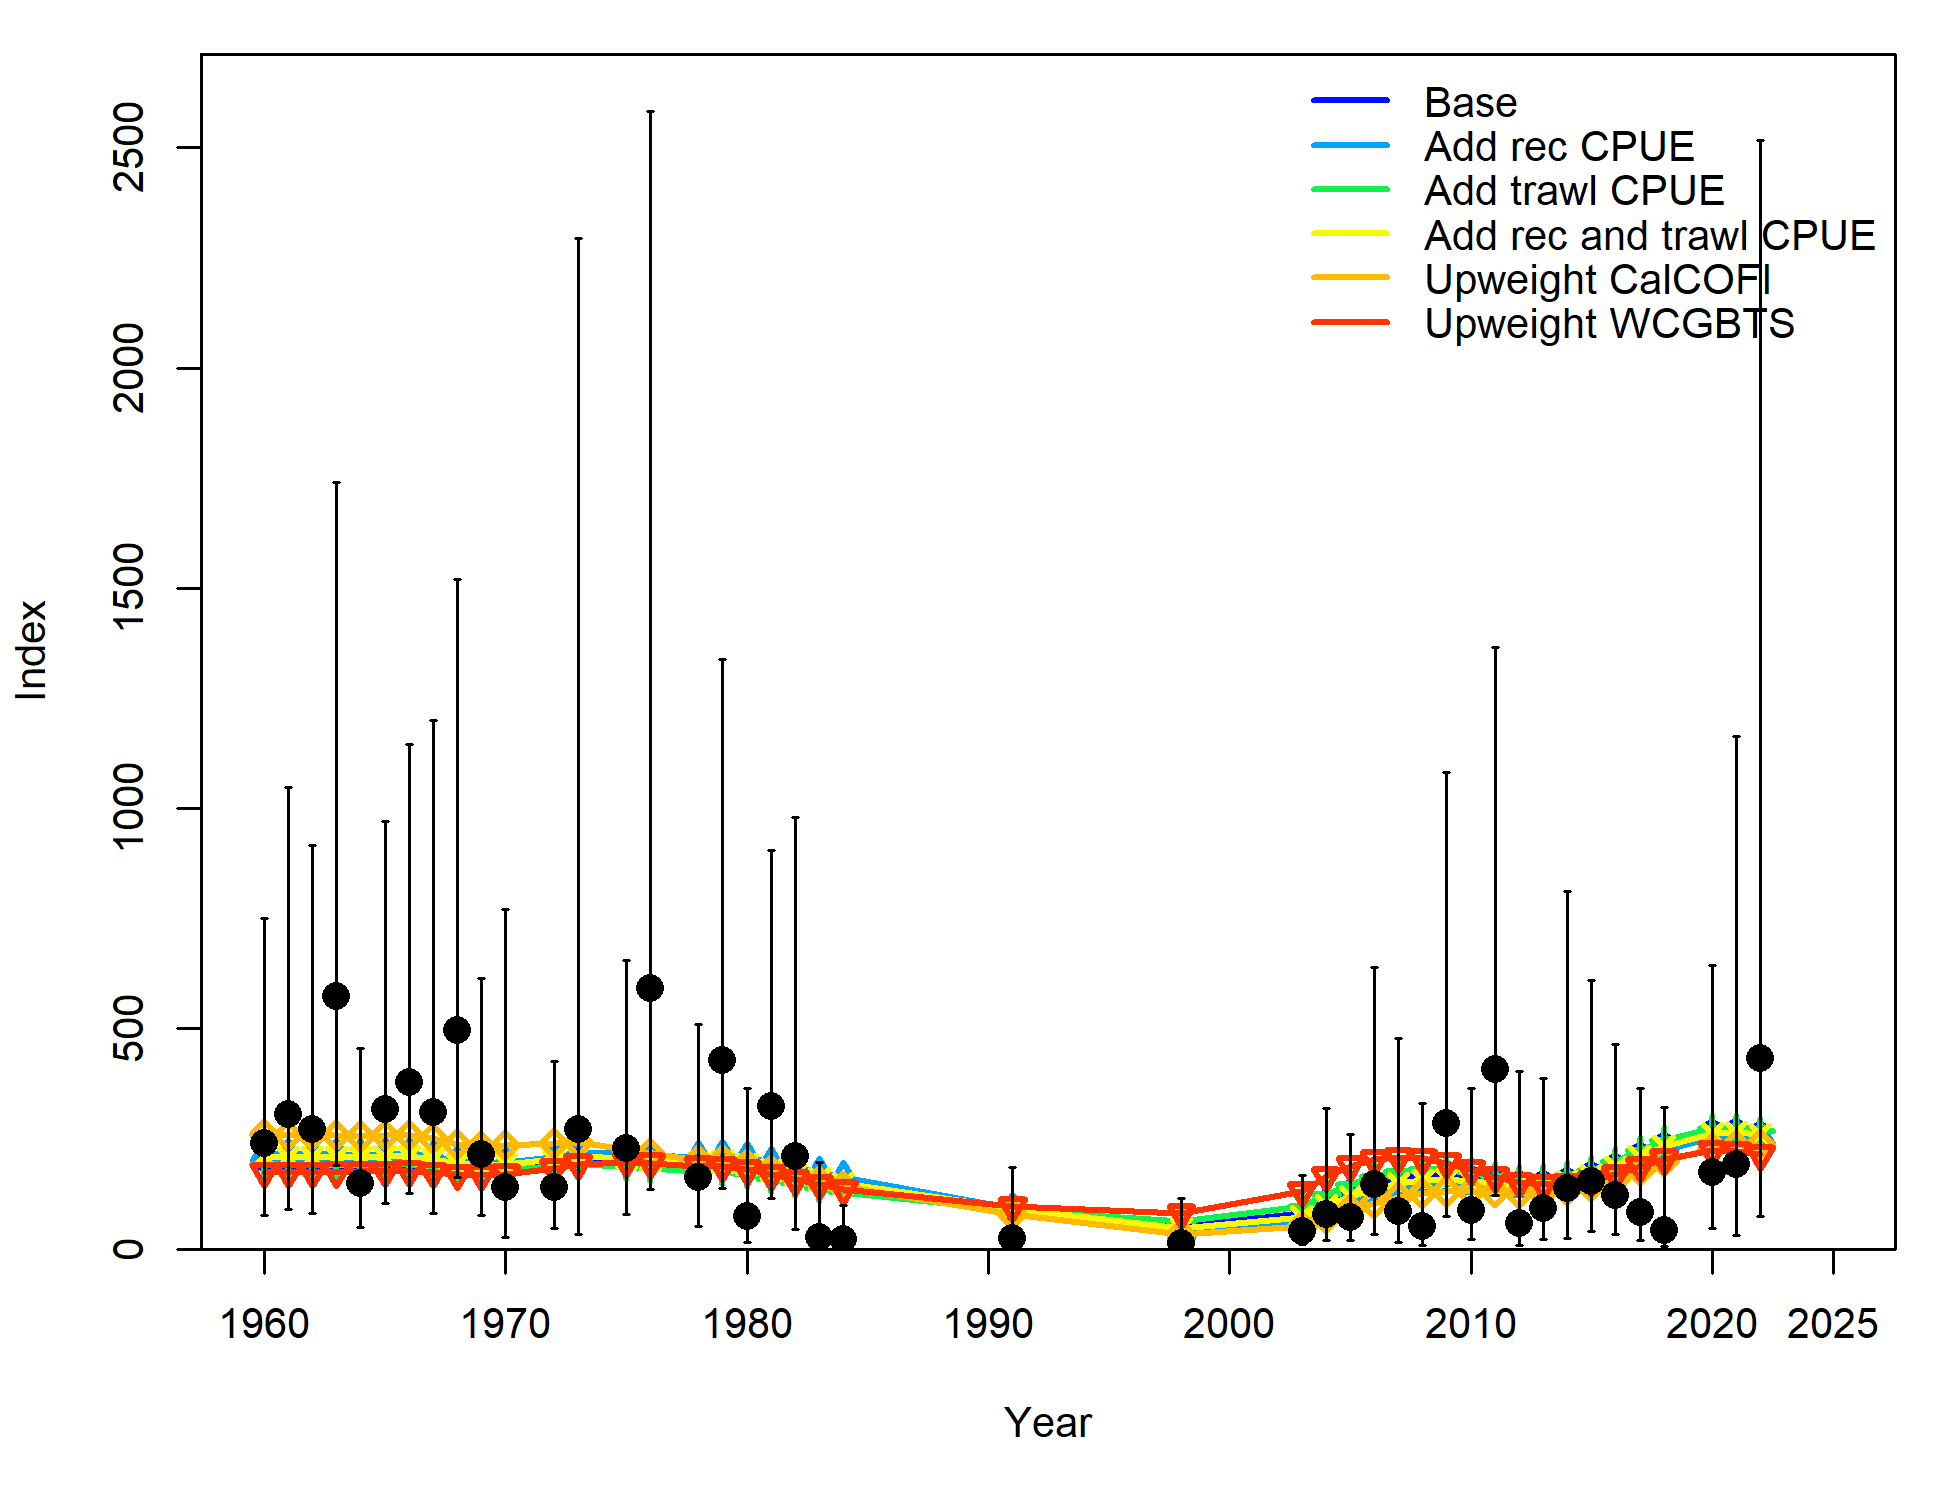 Base
Add rec CPUE
Add trawl CPUE
Add rec and trawl CPUE
Upweight CalCOFI
Upweight WCGBTS
2500
2000
1500
1000
500
0
Index
1960 1970 1980 1990 2000 2010 2020 2025
Year